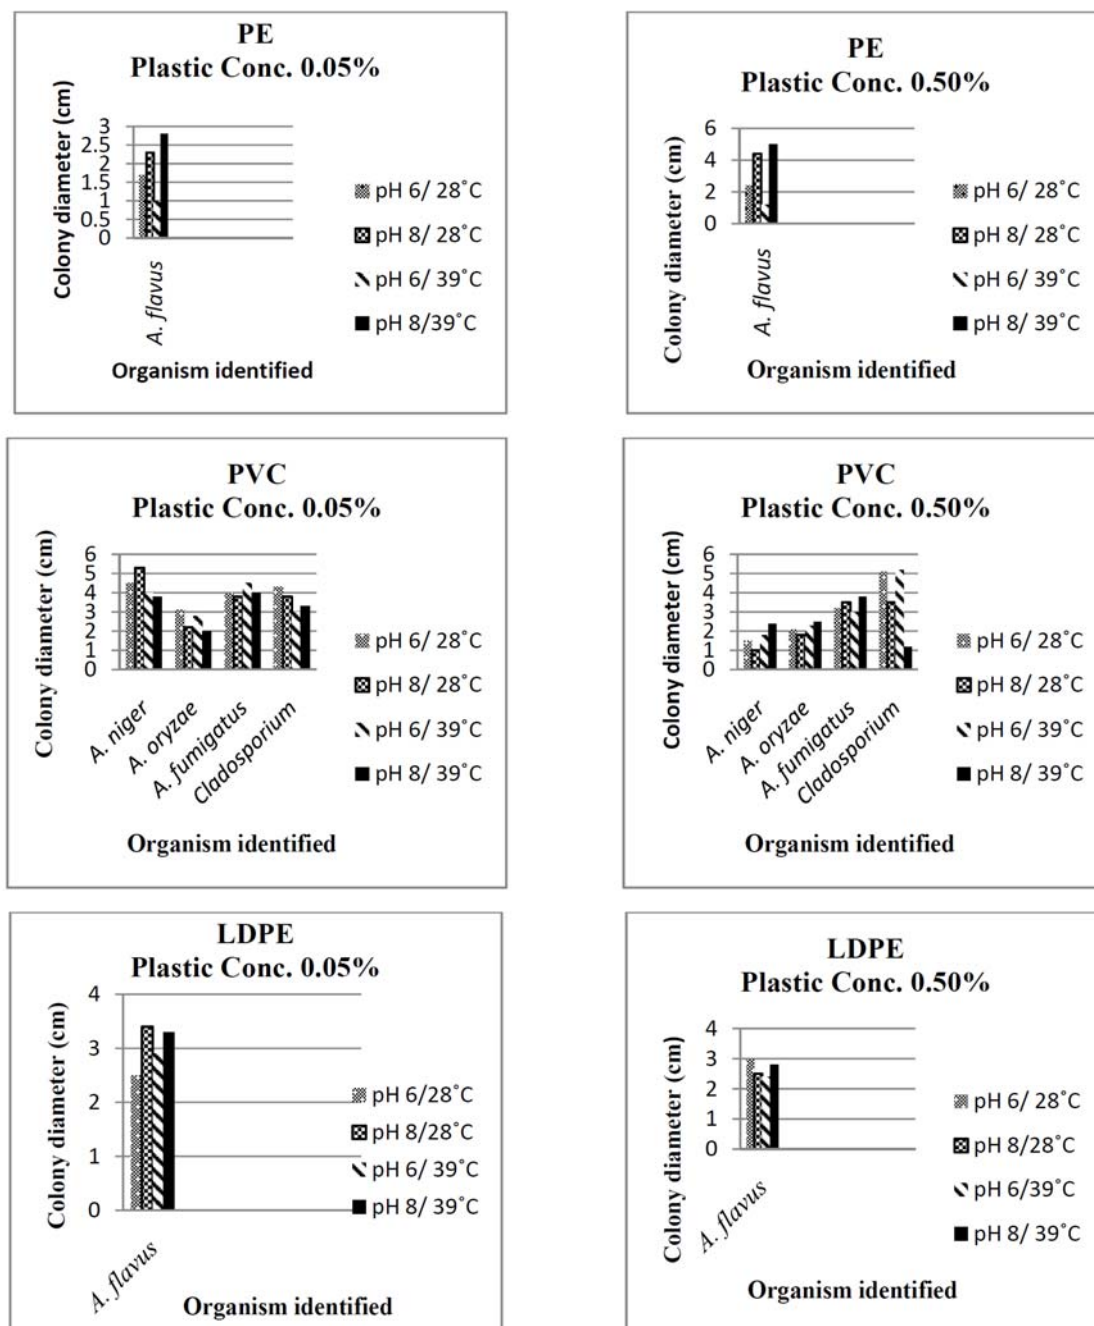 PE
Plastic Conc. 0.05%
Colony diameter (cm)
3
2.5
2
1.5
1
0.5
0
A. flavus
Organism identified
pH 6/ 28˚C
pH 8/ 28˚C
pH 6/ 39˚C
pH 8/39˚C
PE
Plastic Conc. 0.50%
Colony diameter (cm)
6
4
2
0
A. flavus
Organism identified
pH 6/ 28˚C
pH 8/ 28˚C
pH 6/ 39˚C
pH 8/ 39˚C
PVC
Plastic Conc. 0.05%
Colony diameter (cm)
6
5
4
3
2
1
0
A. niger
A. oryzae
A. fumigatus
Cladosporium
Organism identified
pH 6/ 28˚C
pH 8/ 28˚C
pH 6/ 39˚C
pH 8/ 39˚C
PVC
Plastic Conc. 0.50%
Colony diameter (cm)
6
5
4
3
2
1
0
A. niger
A. oryzae
A. fumigatus
Cladosporium
Organism identified
pH 6/ 28˚C
pH 8/ 28˚C
pH 6/ 39˚C
pH 8/ 39˚C
LDPE
Plastic Conc. 0.05%
Colony diameter (cm)
4
3
2
1
0
A. flavus
Organism identified
pH 6/28˚C
pH 8/28˚C
pH 6/ 39˚C
pH 8/ 39˚C
LDPE
Plastic Conc. 0.50%
Colony diameter (cm)
4
3
2
1
0
A. flavus
Organism identified
pH 6/ 28˚C
pH 8/28˚C
pH 6/39˚C
pH 8/ 39˚C